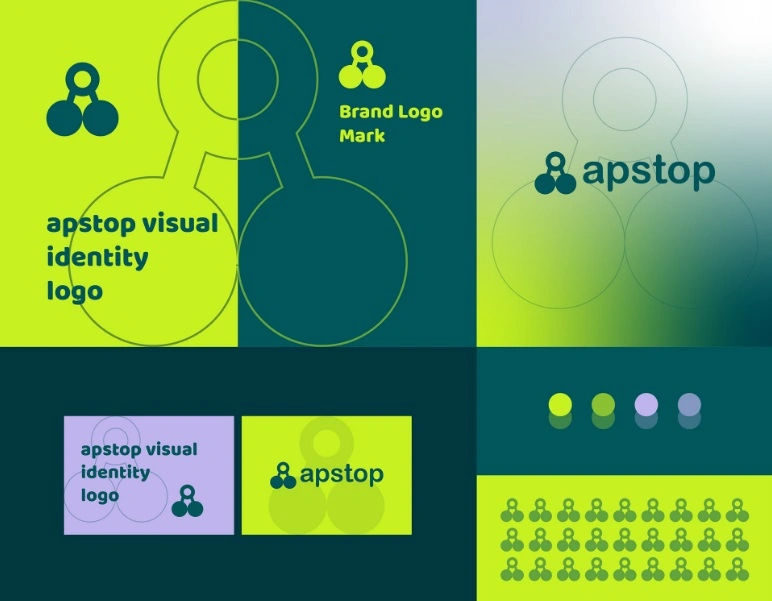 apstop visual
identity
logo
Brand Logo
Mark
apstop
apstop visual
identity
logo
apstop